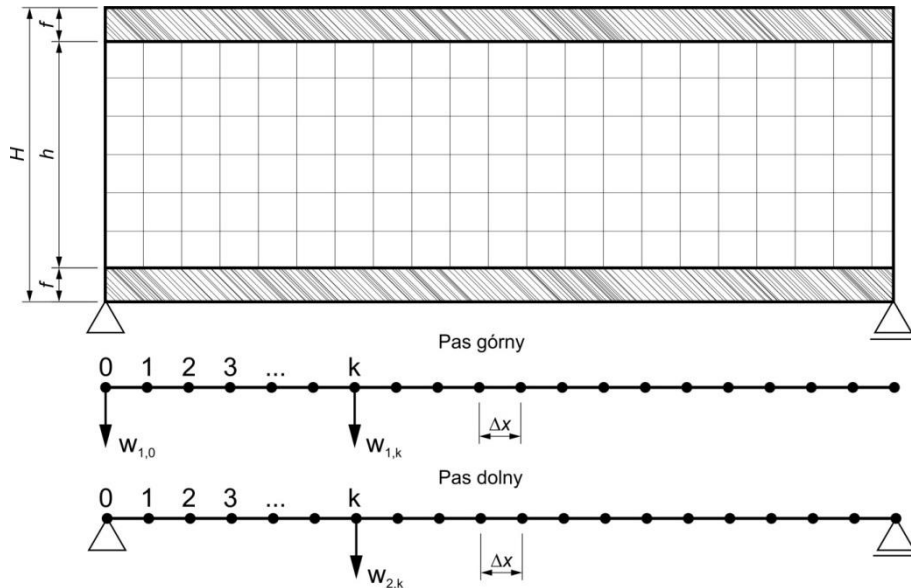 f
H
h
f
Pas górny
0 1 2 3 ... k
Δx
w1,0
w1,k
Pas dolny
0 1 2 3 ... k
Δx
w2,k